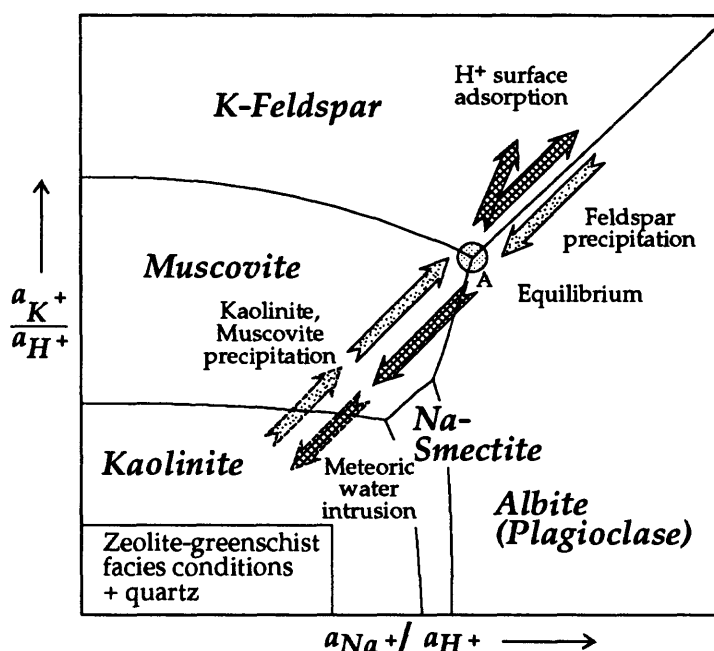 H+ surface
adsorption
K-Feldspar
Feldspar
precipitation
Muscovite
A
Equilibrium
aK+
aH+
Kaolinite,
Muscovite
precipitation
Na-
Smectite
Kaolinite
Meteoric
water
intrusion
Albite
(Plagioclase)
Zeolite-greenschist
facies conditions
+ quartz
aNa+/ aH+